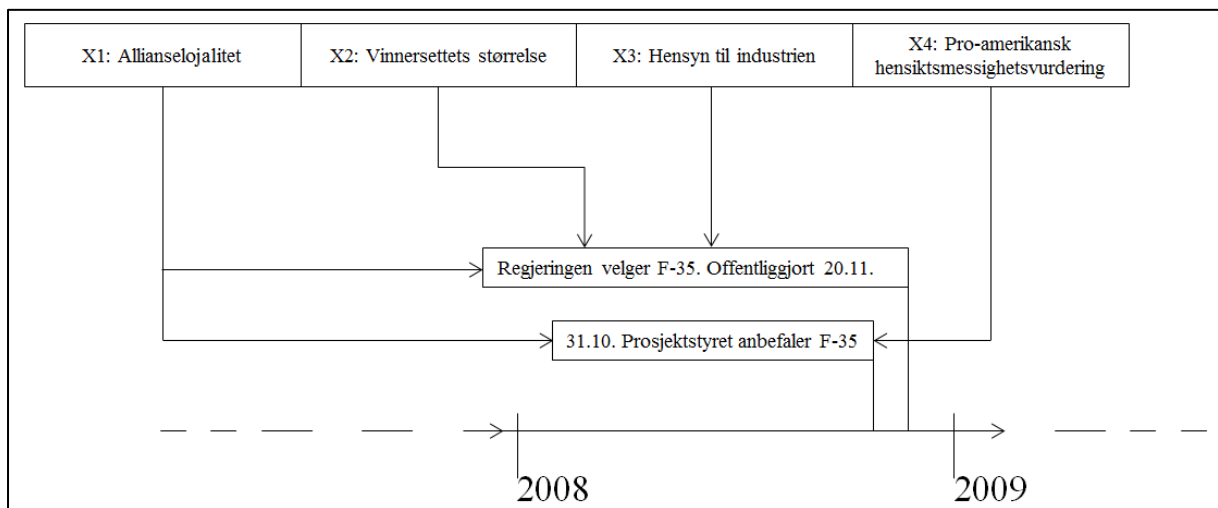 X1: Allianselojalitet
X2: Vinnersettets størrelse
X3: Hensyn til industrien
X4: Pro-amerikansk
hensiktsmessighetsvurdering
Regjeringen velger F-35. Offentliggjort 20.11.
31.10. Prosjektstyret anbefaler F-35
2008
2009